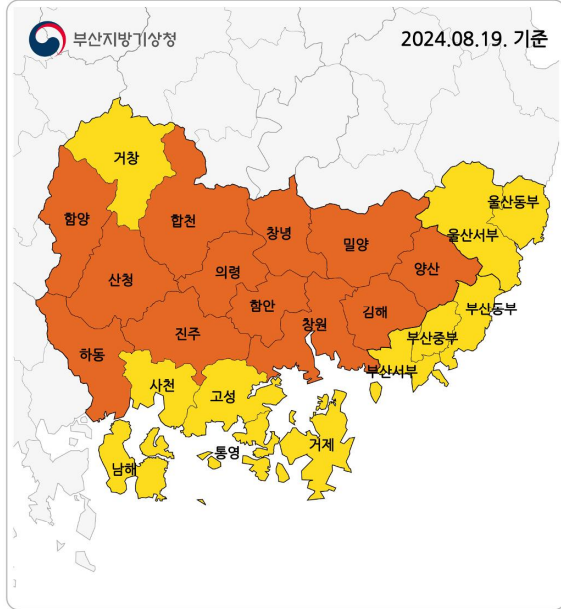 부산지방기상청
2024.08.19. 기준
거창
울산동부
함양
합천
창녕
울산서부
밀양
양산
의령
산청
함안
부산동부
김해
창원
진주
부산중부
하동
부산서부
사천
고성
거제
통영
남해